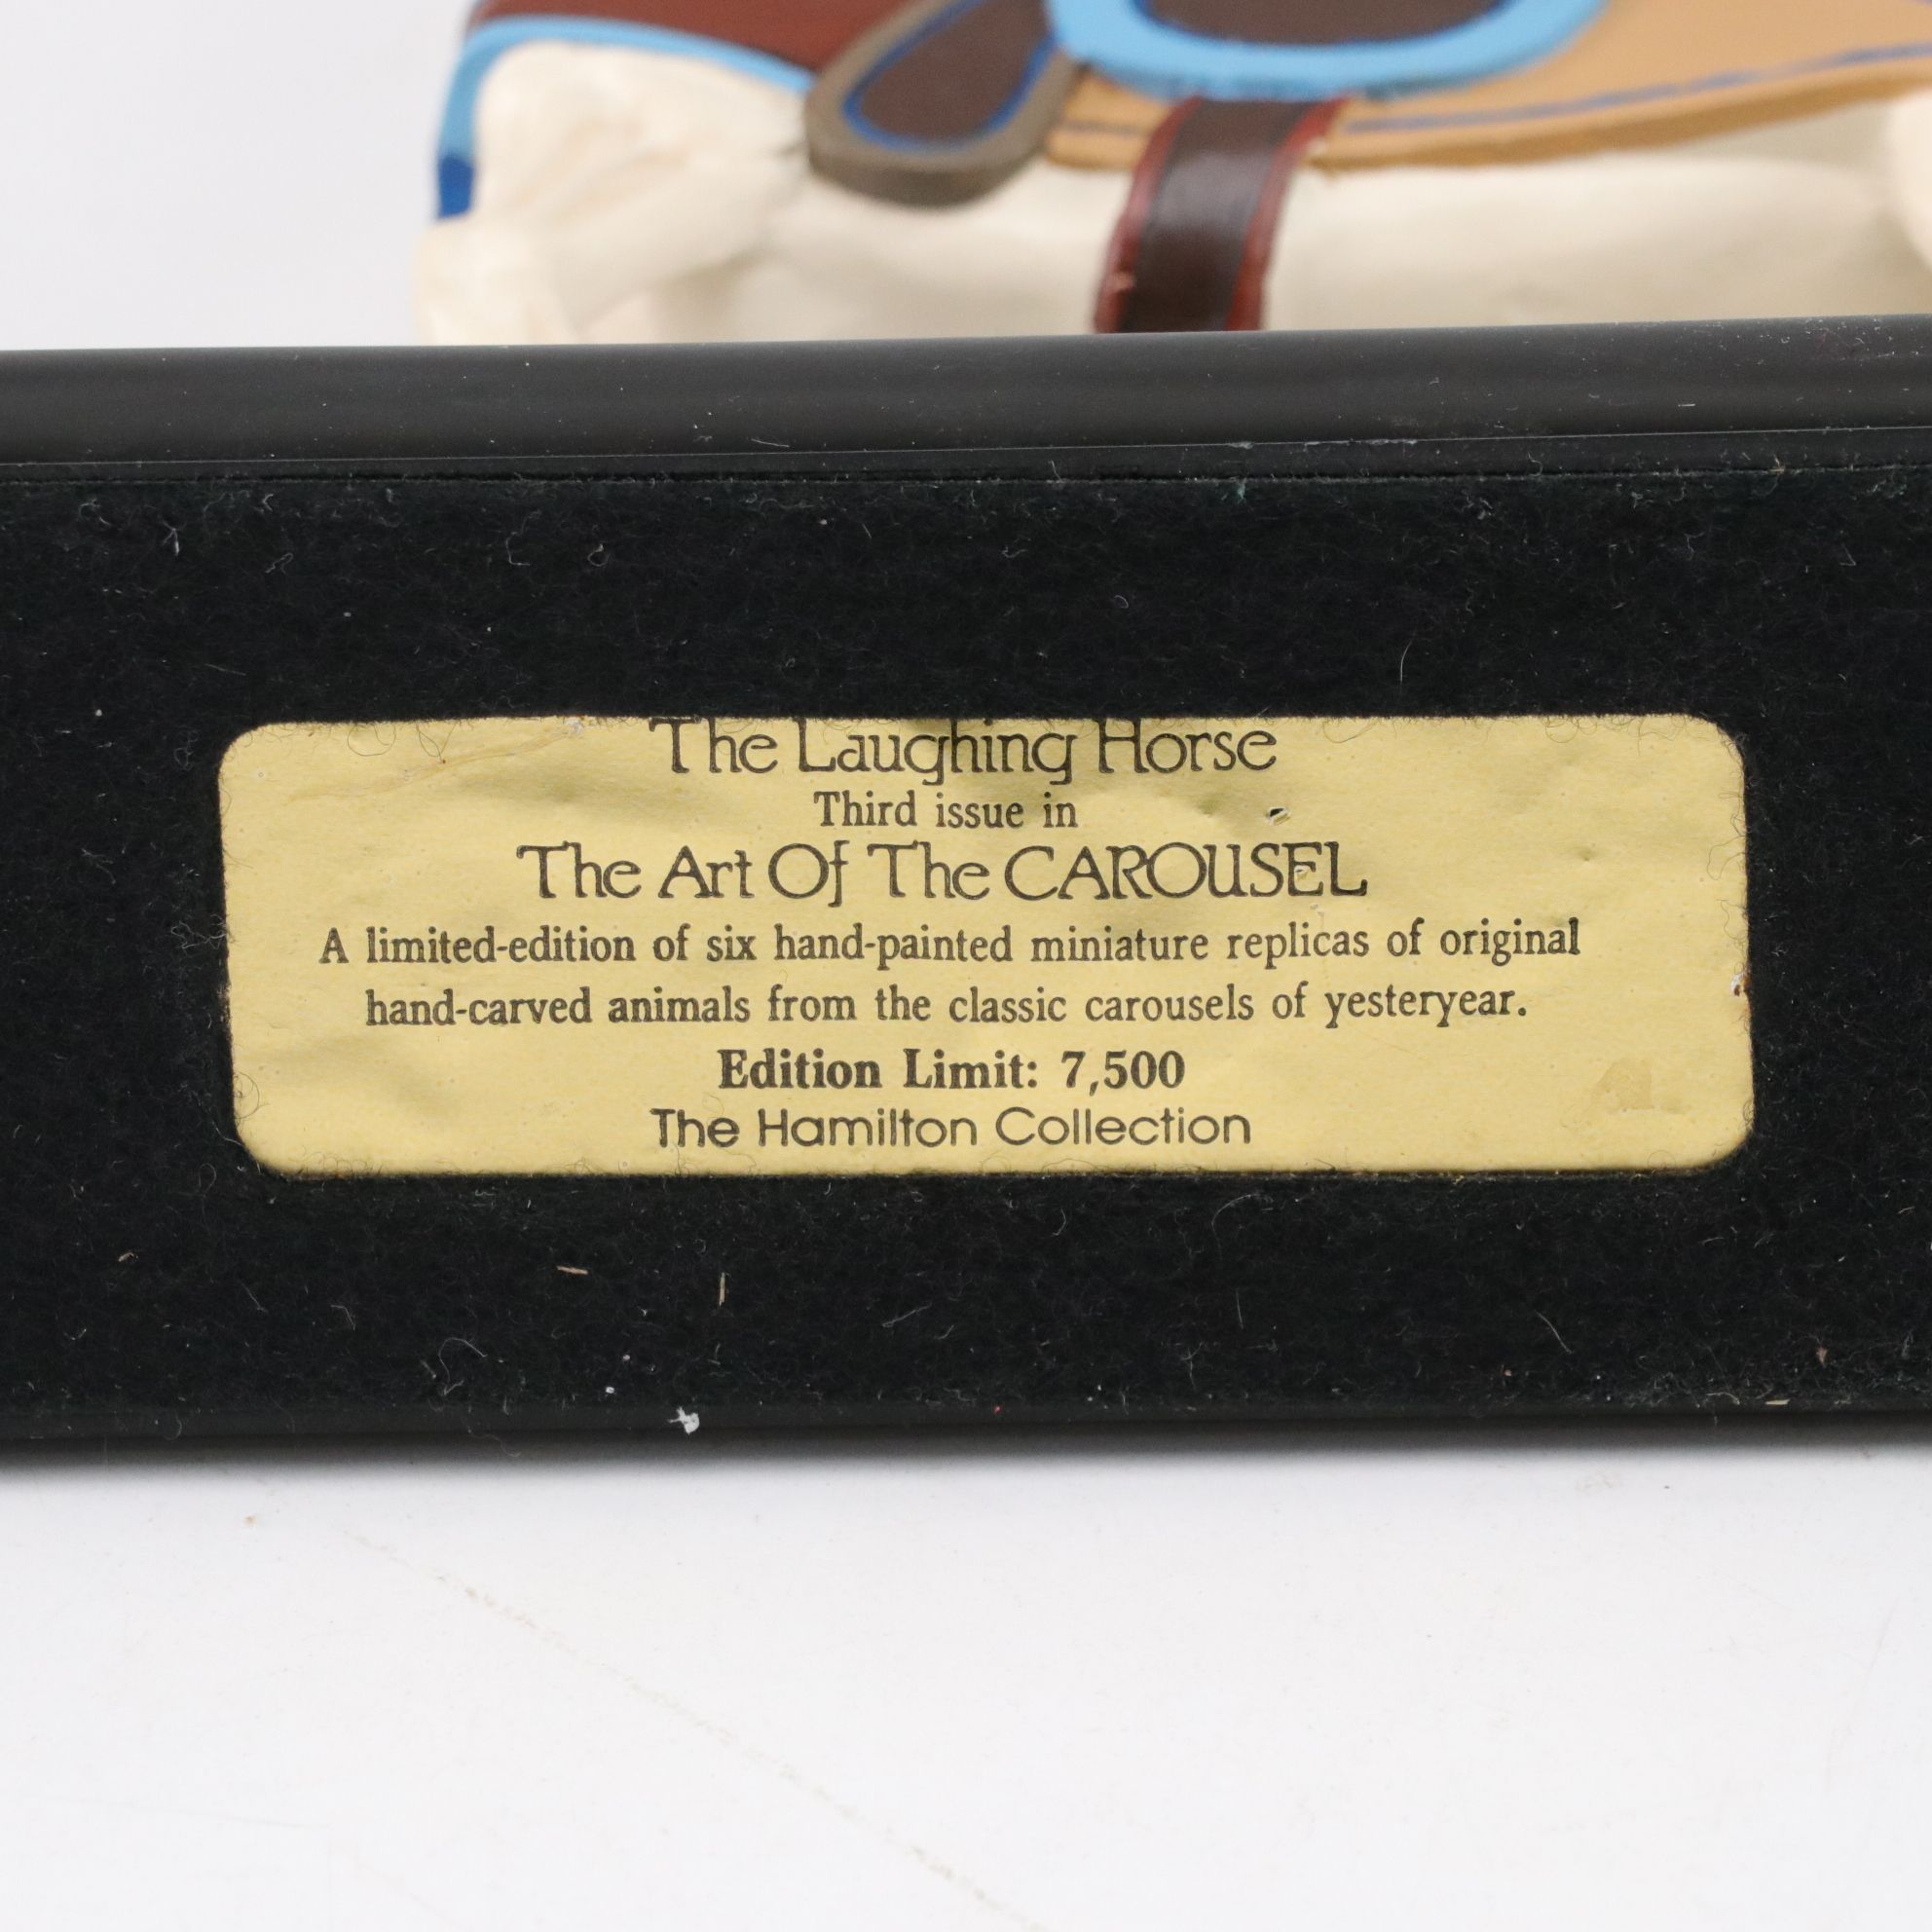 The Laughing Horse
Third issue in
The Art Of The CAROUSEL
A limited-edition of six hand-painted miniature replicas of original
hand-carved animals from the classic carousels of yesteryear.
Edition Limit: 7,500
The Hamilton Collection